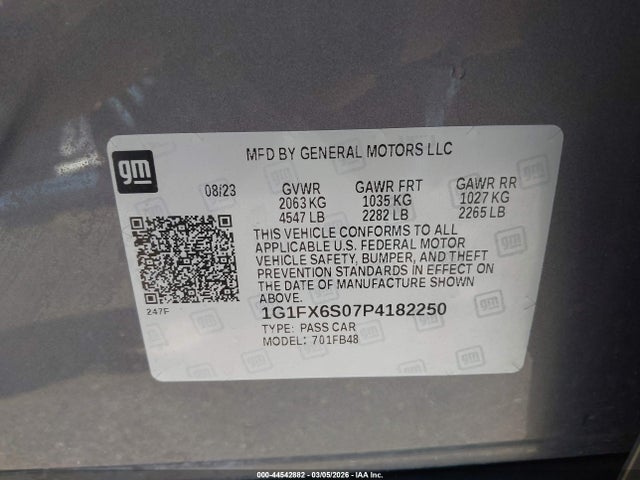 gm
MFD BY GENERAL MOTORS LLC
08/23 GVWR GAWR FRT GAWR RR
2063 KG 1035 KG 1027 KG
4547 LB 2282 LB 2265 LB
THIS VEHICLE CONFORMS TO ALL
APPLICABLE U.S. FEDERAL MOTOR
VEHICLE SAFETY, BUMPER, AND THEFT
PREVENTION STANDARDS IN EFFECT ON
THE DATE OF MANUFACTURE SHOWN
ABOVE.
247F
1G1FX6S07P4182250
TYPE: PASS CAR
MODEL: 701FB48
000-44542882 - 03/05/2026 - IAA Inc.